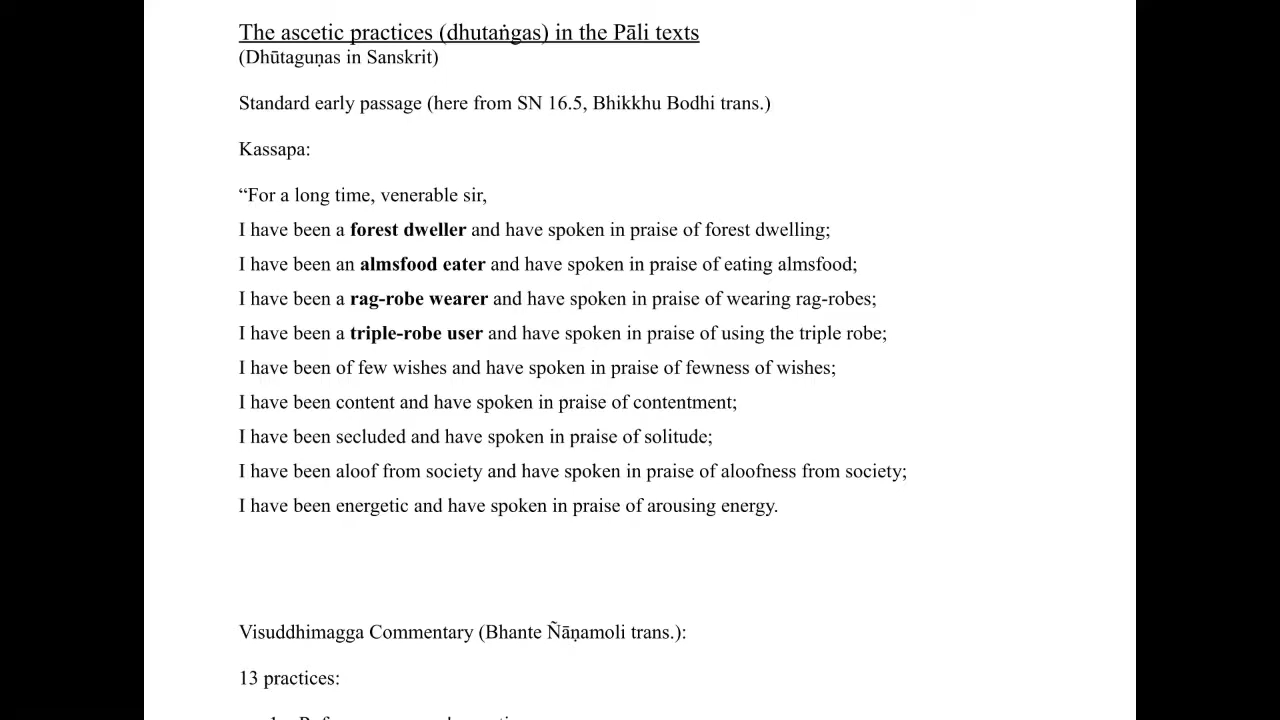 The ascetic practices (dhutaṅgas) in the Pāli texts
(Dhūtaguṇas in Sanskrit)
Standard early passage (here from SN 16.5, Bhikkhu Bodhi trans.)
Kassapa:
“For a long time, venerable sir,
I have been a forest dweller and have spoken in praise of forest dwelling;
I have been an almsfood eater and have spoken in praise of eating almsfood;
I have been a rag-robe wearer and have spoken in praise of wearing rag-robes;
I have been a triple-robe user and have spoken in praise of using the triple robe;
I have been of few wishes and have spoken in praise of fewness of wishes;
I have been content and have spoken in praise of contentment;
I have been secluded and have spoken in praise of solitude;
I have been aloof from society and have spoken in praise of aloofness from society;
I have been energetic and have spoken in praise of arousing energy.
Visuddhimagga Commentary (Bhante Ñāṇamoli trans.):
13 practices: